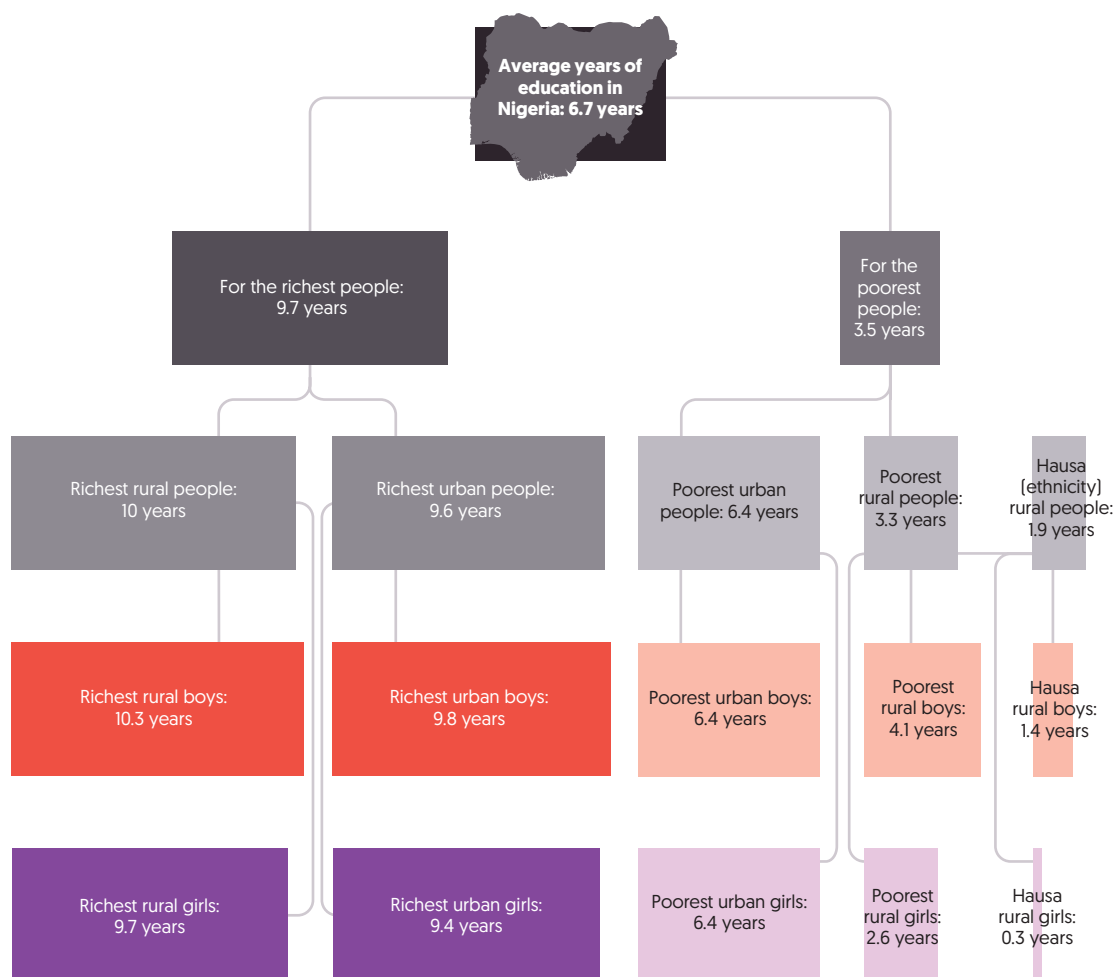 Average years of
education in
Nigeria: 6.7 years
For the richest people:
9.7 years
For the
poorest
people:
3.5 years
Richest rural people:
10 years
Richest urban people:
9.6 years
Poorest urban
people: 6.4 years
Poorest
rural people:
3.3 years
Hausa
(ethnicity)
rural people:
1.9 years
Richest rural boys:
10.3 years
Richest urban boys:
9.8 years
Poorest urban boys:
6.4 years
Poorest
rural boys:
4.1 years
Hausa
rural boys:
1.4 years
Richest rural girls:
9.7 years
Richest urban girls:
9.4 years
Poorest urban girls:
6.4 years
Poorest
rural girls:
2.6 years
Hausa
rural girls:
0.3 years